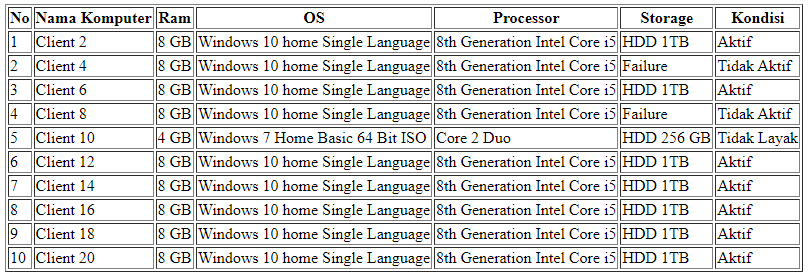 No Nama Komputer Ram OS Processor Storage Kondisi
1 Client 2 8 GB Windows 10 home Single Language 8th Generation Intel Core i5 HDD 1TB Aktif
2 Client 4 8 GB Windows 10 home Single Language 8th Generation Intel Core i5 Failure Tidak Aktif
3 Client 6 8 GB Windows 10 home Single Language 8th Generation Intel Core i5 HDD 1TB Aktif
4 Client 8 8 GB Windows 10 home Single Language 8th Generation Intel Core i5 Failure Tidak Aktif
5 Client 10 4 GB Windows 7 Home Basic 64 Bit ISO Core 2 Duo HDD 256 GB Tidak Layak
6 Client 12 8 GB Windows 10 home Single Language 8th Generation Intel Core i5 HDD 1TB Aktif
7 Client 14 8 GB Windows 10 home Single Language 8th Generation Intel Core i5 HDD 1TB Aktif
8 Client 16 8 GB Windows 10 home Single Language 8th Generation Intel Core i5 HDD 1TB Aktif
9 Client 18 8 GB Windows 10 home Single Language 8th Generation Intel Core i5 HDD 1TB Aktif
10 Client 20 8 GB Windows 10 home Single Language 8th Generation Intel Core i5 HDD 1TB Aktif